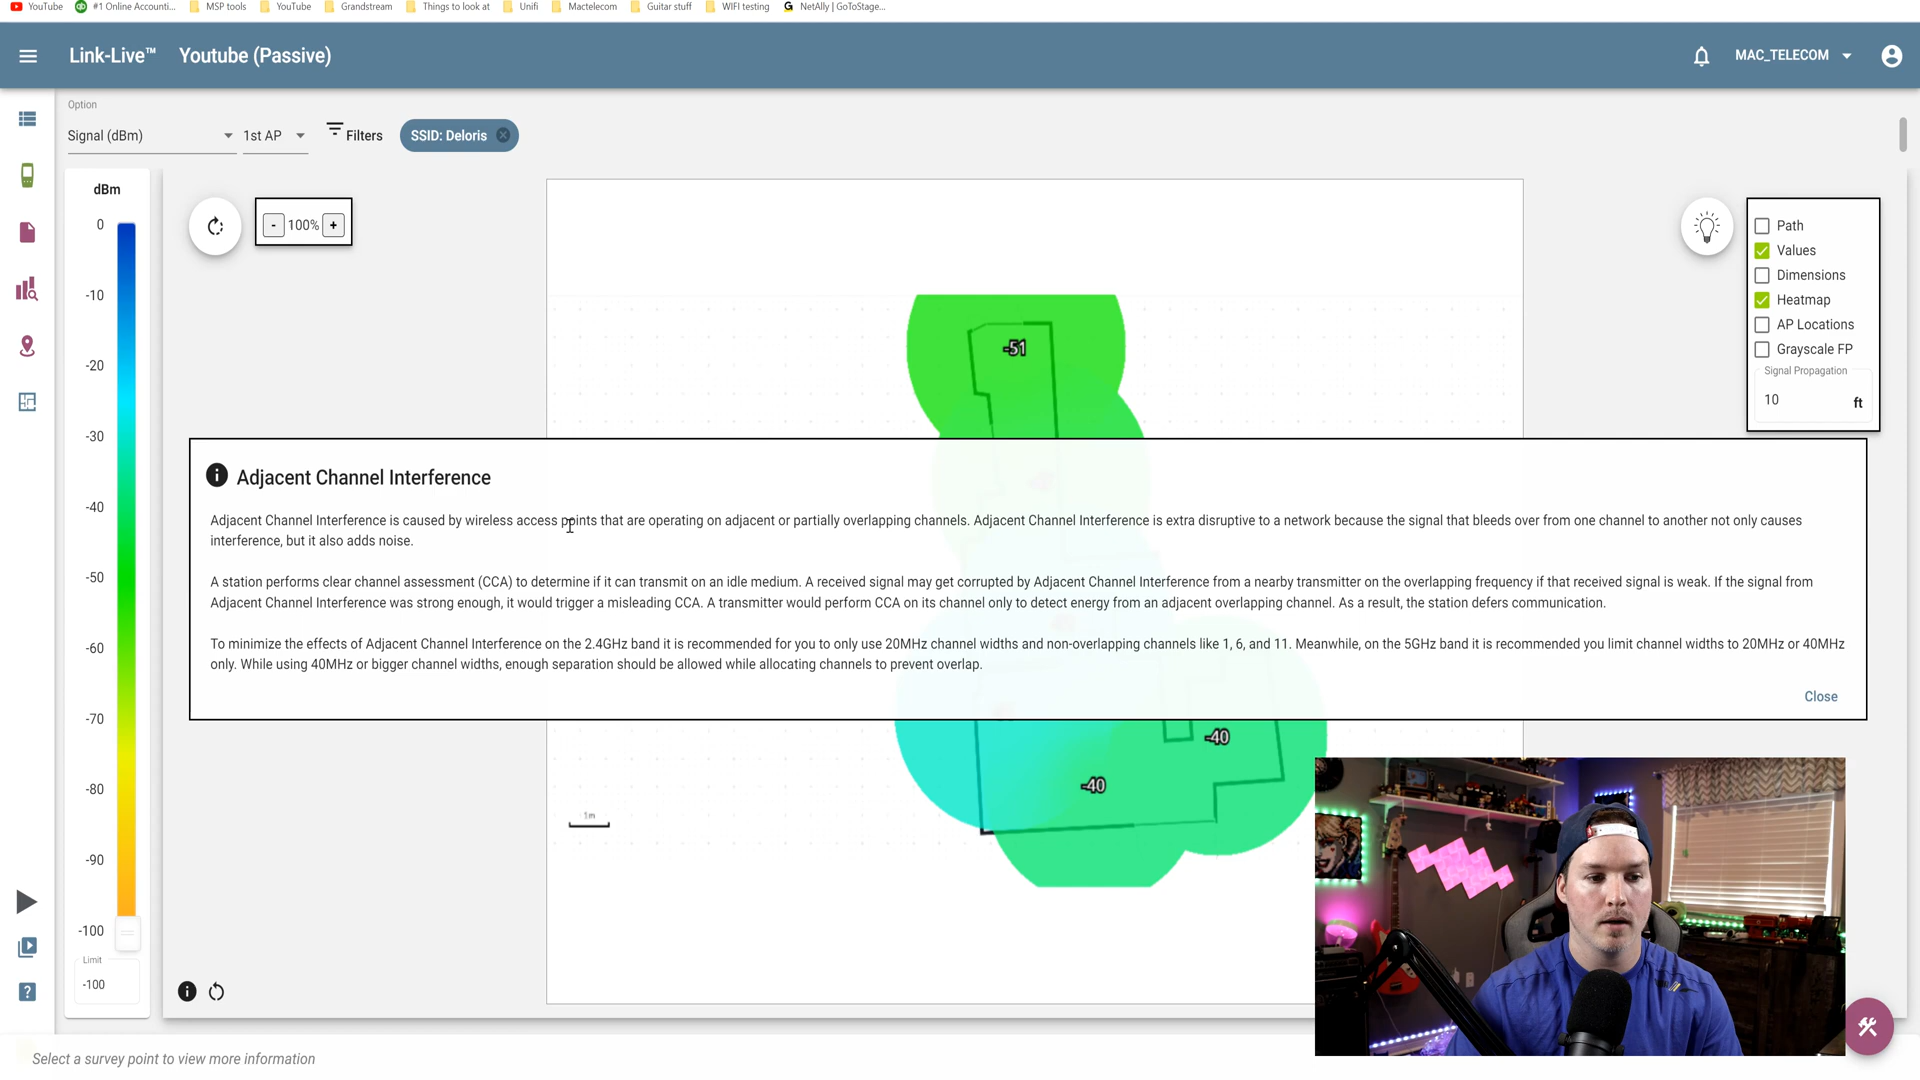 YouTube
#1 Online Accounti...
MSP tools
YouTube
Grandstream
Things to look at
Unifi
Mactelecom
Guitar stuff
WIFI testing
NetAlly | GoToStage...
Link-Live™ Youtube (Passive)
MAC_TELECOM
Option
Signal (dBm)
1st AP
Filters
SSID: Deloris
dBm
0
-10
-20
-30
-40
-50
-60
-70
-80
-90
-100
Limit
-100
- 100% +
Path
Values
Dimensions
Heatmap
AP Locations
Grayscale FP
Signal Propagation
10 ft
-51
Adjacent Channel Interference
Adjacent Channel Interference is caused by wireless access points that are operating on adjacent or partially overlapping channels. Adjacent Channel Interference is extra disruptive to a network because the signal that bleeds over from one channel to another not only causes
interference, but it also adds noise.
A station performs clear channel assessment (CCA) to determine if it can transmit on an idle medium. A received signal may get corrupted by Adjacent Channel Interference from a nearby transmitter on the overlapping frequency if that received signal is weak. If the signal from
Adjacent Channel Interference was strong enough, it would trigger a misleading CCA. A transmitter would perform CCA on its channel only to detect energy from an adjacent overlapping channel. As a result, the station defers communication.
To minimize the effects of Adjacent Channel Interference on the 2.4GHz band it is recommended for you to only use 20MHz channel widths and non-overlapping channels like 1, 6, and 11. Meanwhile, on the 5GHz band it is recommended you limit channel widths to 20MHz or 40MHz
only. While using 40MHz or bigger channel widths, enough separation should be allowed while allocating channels to prevent overlap.
Close
-40
-40
1m
Select a survey point to view more information